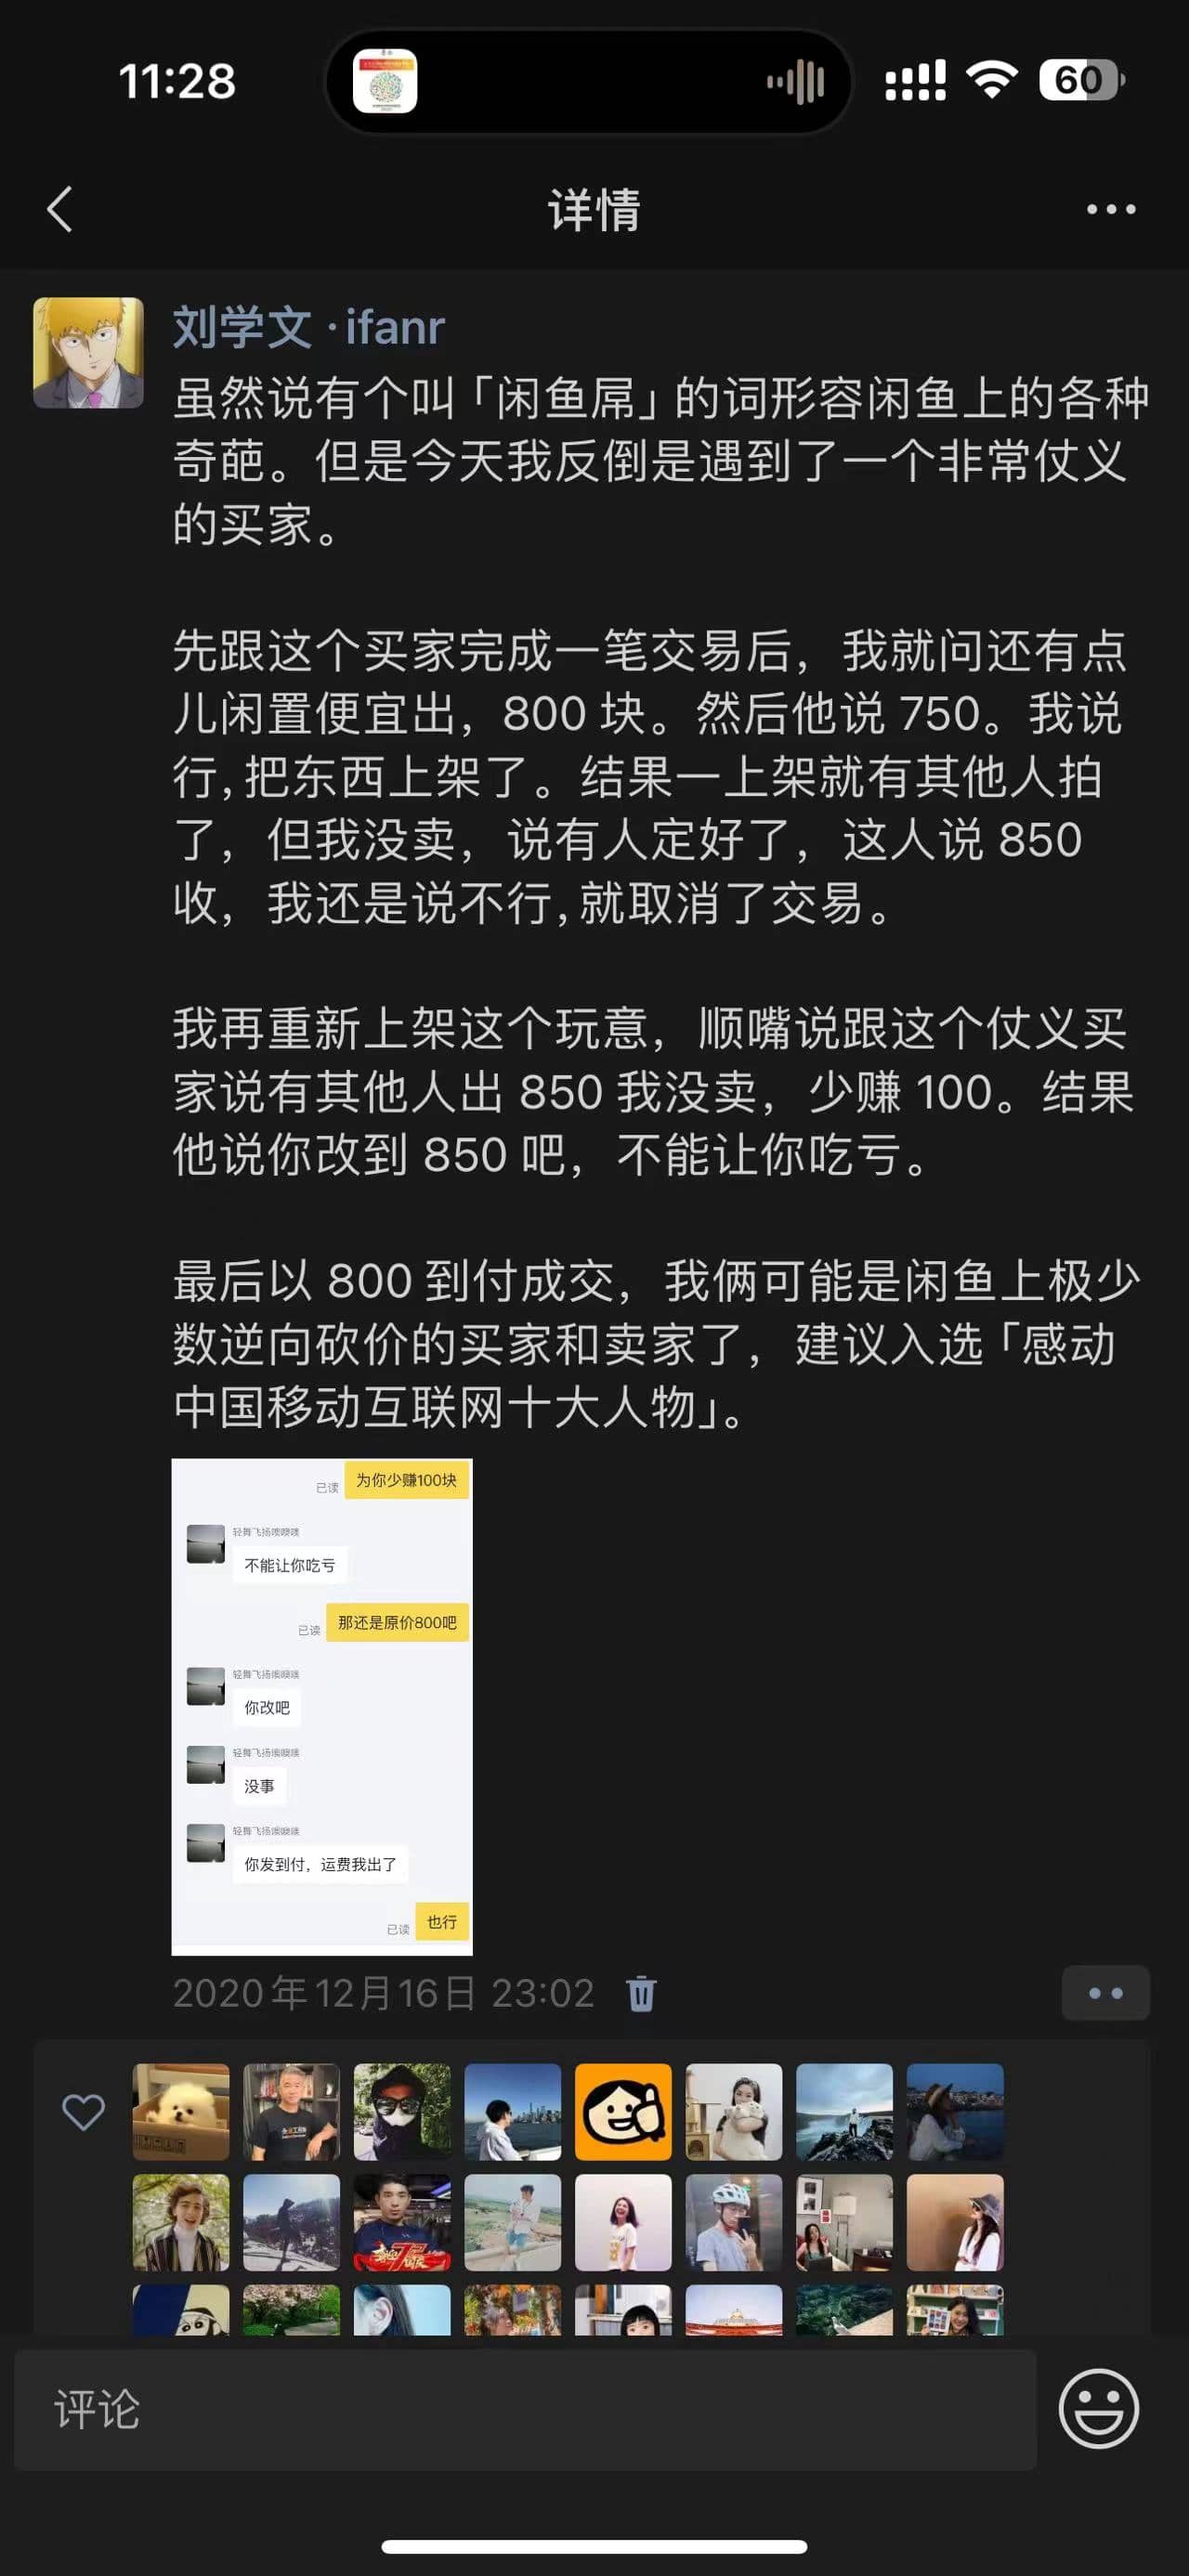 11:28
60
详情
刘学文·ifanr
虽然说有个叫「闲鱼屌」的词形容闲鱼上的各种
奇葩。但是今天我反倒是遇到了一个非常仗义
的买家。
先跟这个买家完成一笔交易后，我就问还有点
儿闲置便宜出，800 块。然后他说 750。我说
行，把东西上架了。结果一上架就有其他人拍
了，但我没卖，说有人定好了，这人说 850
收，我还是说不行，就取消了交易。
我再重新上架这个玩意，顺嘴说跟这个仗义买
家说有其他人出 850 我没卖，少赚 100。结果
他说你改到 850 吧，不能让你吃亏。
最后以 800 到付成交，我俩可能是闲鱼上极少
数逆向砍价的买家和卖家了，建议入选「感动
中国移动互联网十大人物」。
已读 为你少赚100块
轻舞飞扬
不能让你吃亏
已读 那还是原价800吧
轻舞飞扬
你改吧
轻舞飞扬
没事
轻舞飞扬
你发到付，运费我出了
已读 也行
2020年12月16日 23:02
评论